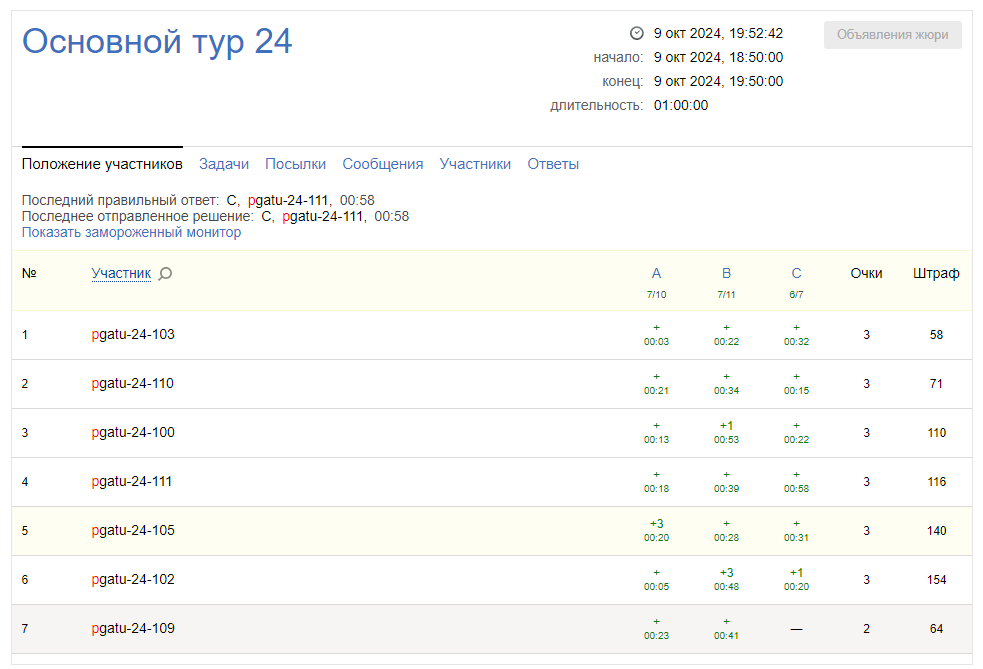 Основной тур 24
9 окт 2024, 19:52:42
начало: 9 окт 2024, 18:50:00
конец: 9 окт 2024, 19:50:00
длительность: 01:00:00
Объявления жюри
Положение участников Задачи Посылки Сообщения Участники Ответы
Последний правильный ответ: C, pgatu-24-111, 00:58
Последнее отправленное решение: C, pgatu-24-111, 00:58
Показать замороженный монитор
№ Участник A B C Очки Штраф
7/10 7/11 6/7
+ + +
1 pgatu-24-103 3 58
00:03 00:22 00:32
+ + +
2 pgatu-24-110 3 71
00:21 00:34 00:15
+ +1 +
3 pgatu-24-100 3 110
00:13 00:53 00:22
+ + +
4 pgatu-24-111 3 116
00:18 00:39 00:58
+3 + +
5 pgatu-24-105 3 140
00:20 00:28 00:31
+ +3 +1
6 pgatu-24-102 3 154
00:05 00:48 00:20
+ +
7 pgatu-24-109 — 2 64
00:23 00:41